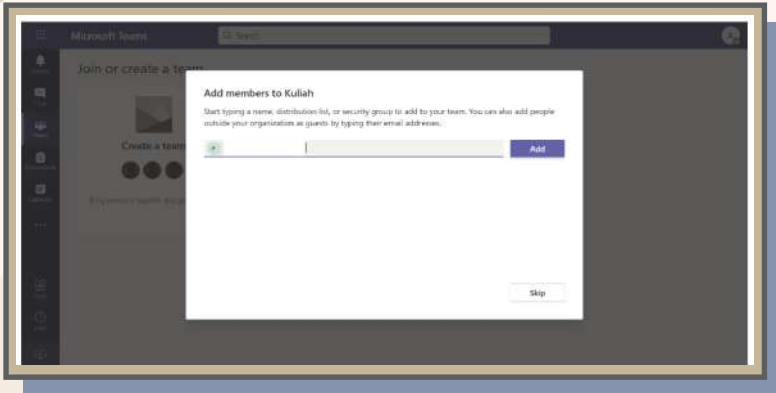 Microsoft Teams
Search
Join or create a team
Add members to Kuliah
Start typing a name, distribution list, or security group to add to your team. You can also add people
outside your organization as guests by typing their email addresses.
Create a team
Add
Skip